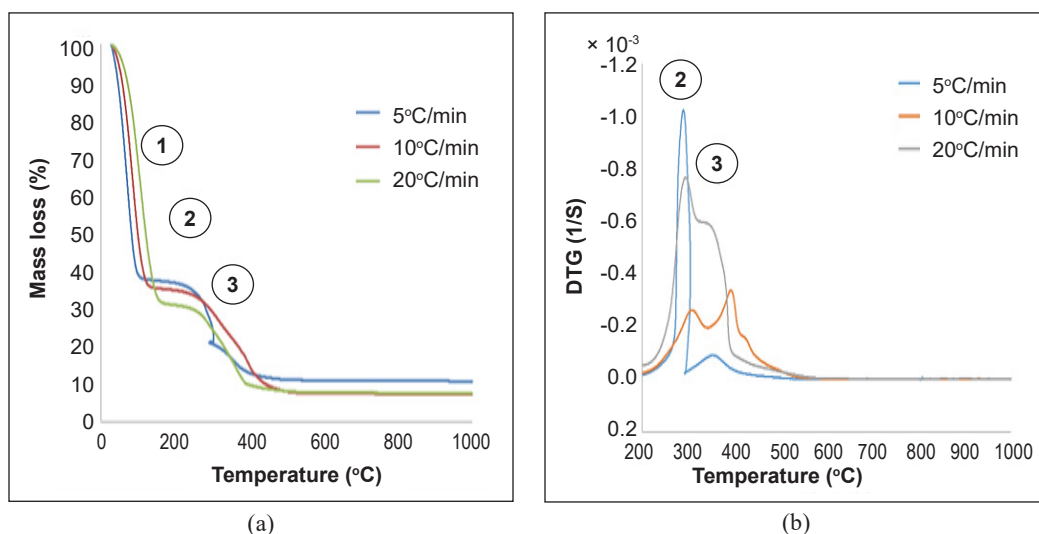 100
90
80
70
60
50
40
30
20
10
0
Mass loss (%)
1
2
3
5°C/min
10°C/min
20°C/min
0 200 400 600 800 1000
Temperature (°C)
(a)
× 10⁻³
-1.2
-1.0
-0.8
-0.6
-0.4
-0.2
0.0
0.2
DTG (1/S)
2
3
5°C/min
10°C/min
20°C/min
200 300 400 500 600 700 800 900 1000
Temperature (°C)
(b)